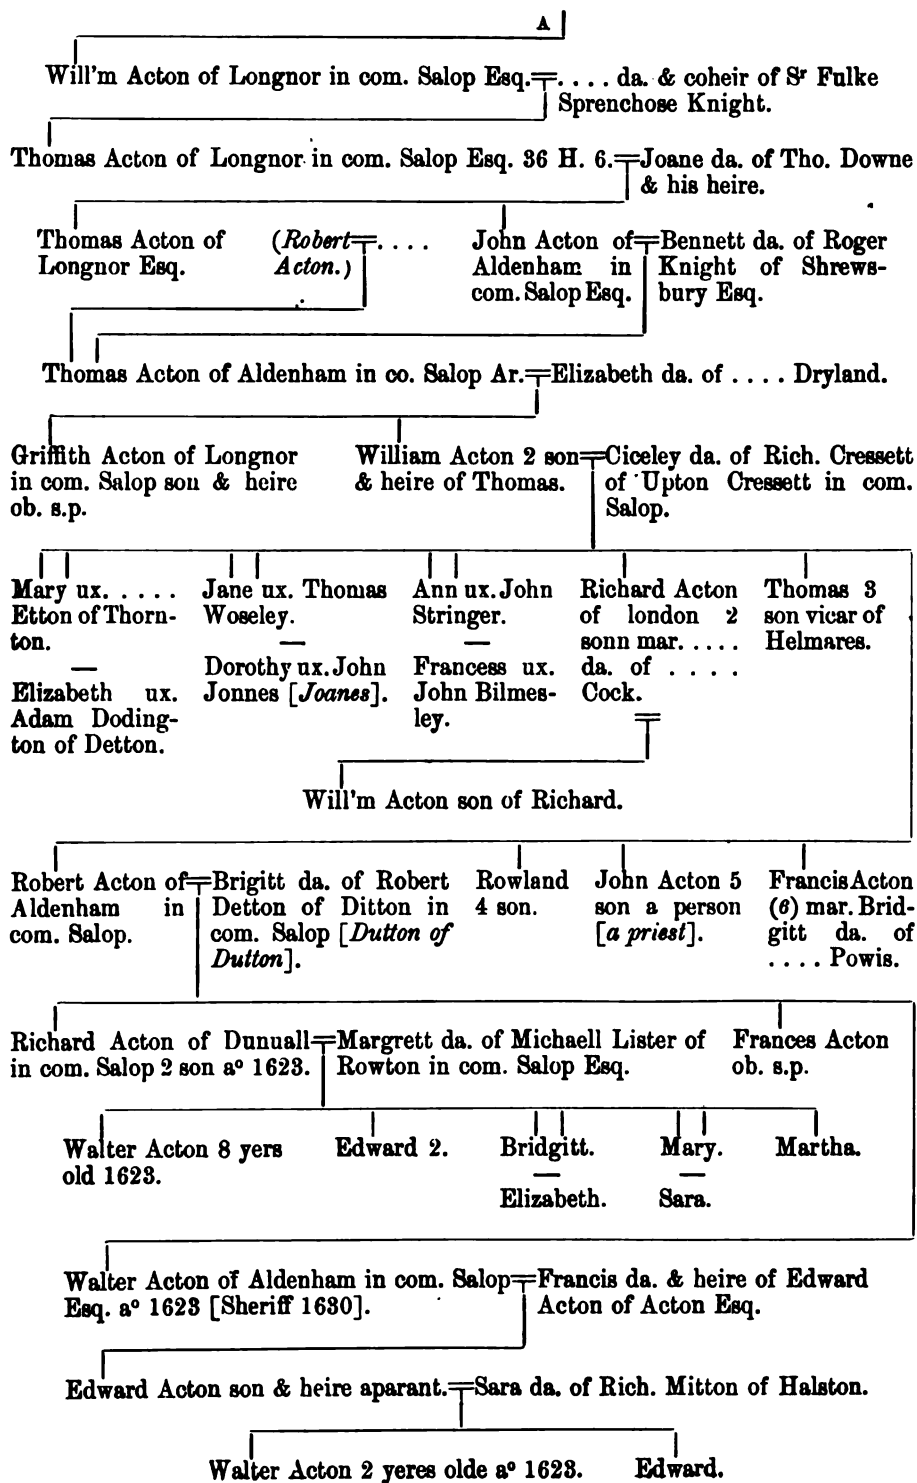 A
Will'm Acton of Longnor in com. Salop Esq. . . . . da. & coheir of Sr Fulke
Sprenchose Knight.
Thomas Acton of Longnor in com. Salop Esq. 36 H. 6. Joane da. of Tho. Downe
& his heire.
Thomas Acton of
Longnor Esq.
(Robert . . . .
Acton.)
John Acton of
Aldenham in
com. Salop Esq.
Bennett da. of Roger
Knight of Shrews-
bury Esq.
Thomas Acton of Aldenham in co. Salop Ar. Elizabeth da. of . . . . Dryland.
Griffith Acton of Longnor
in com. Salop son & heire
ob. s.p.
William Acton 2 son
& heire of Thomas.
Ciceley da. of Rich. Cressett
of Upton Cressett in com.
Salop.
Mary ux. . . . . .
Etton of Thorn-
ton.
—
Elizabeth ux.
Adam Doding-
ton of Detton.
Jane ux. Thomas
Woseley.
—
Dorothy ux. John
Jonnes [Joanes].
Ann ux. John
Stringer.
—
Francess ux.
John Bilmes-
ley.
Richard Acton
of london 2
sonn mar. . . . . .
da. of . . . .
Cock.
Thomas 3
son vicar of
Helmares.
Will'm Acton son of Richard.
Robert Acton of
Aldenham in
com. Salop.
Brigitt da. of Robert
Detton of Ditton in
com. Salop [Dutton of
Dutton].
Rowland
4 son.
John Acton 5
son a person
[a priest].
Francis Acton
(6) mar. Brid-
gitt da. of
. . . . Powis.
Richard Acton of Dunuall
in com. Salop 2 son aº 1623.
Margrett da. of Michaell Lister of
Rowton in com. Salop Esq.
Frances Acton
ob. s.p.
Walter Acton 8 yers
old 1623.
Edward 2.
Bridgitt.
—
Elizabeth.
Mary.
—
Sara.
Martha.
Walter Acton of Aldenham in com. Salop
Esq. aº 1623 [Sheriff 1630].
Francis da. & heire of Edward
Acton of Acton Esq.
Edward Acton son & heire aparant. Sara da. of Rich. Mitton of Halston.
Walter Acton 2 yeres olde aº 1623. Edward.